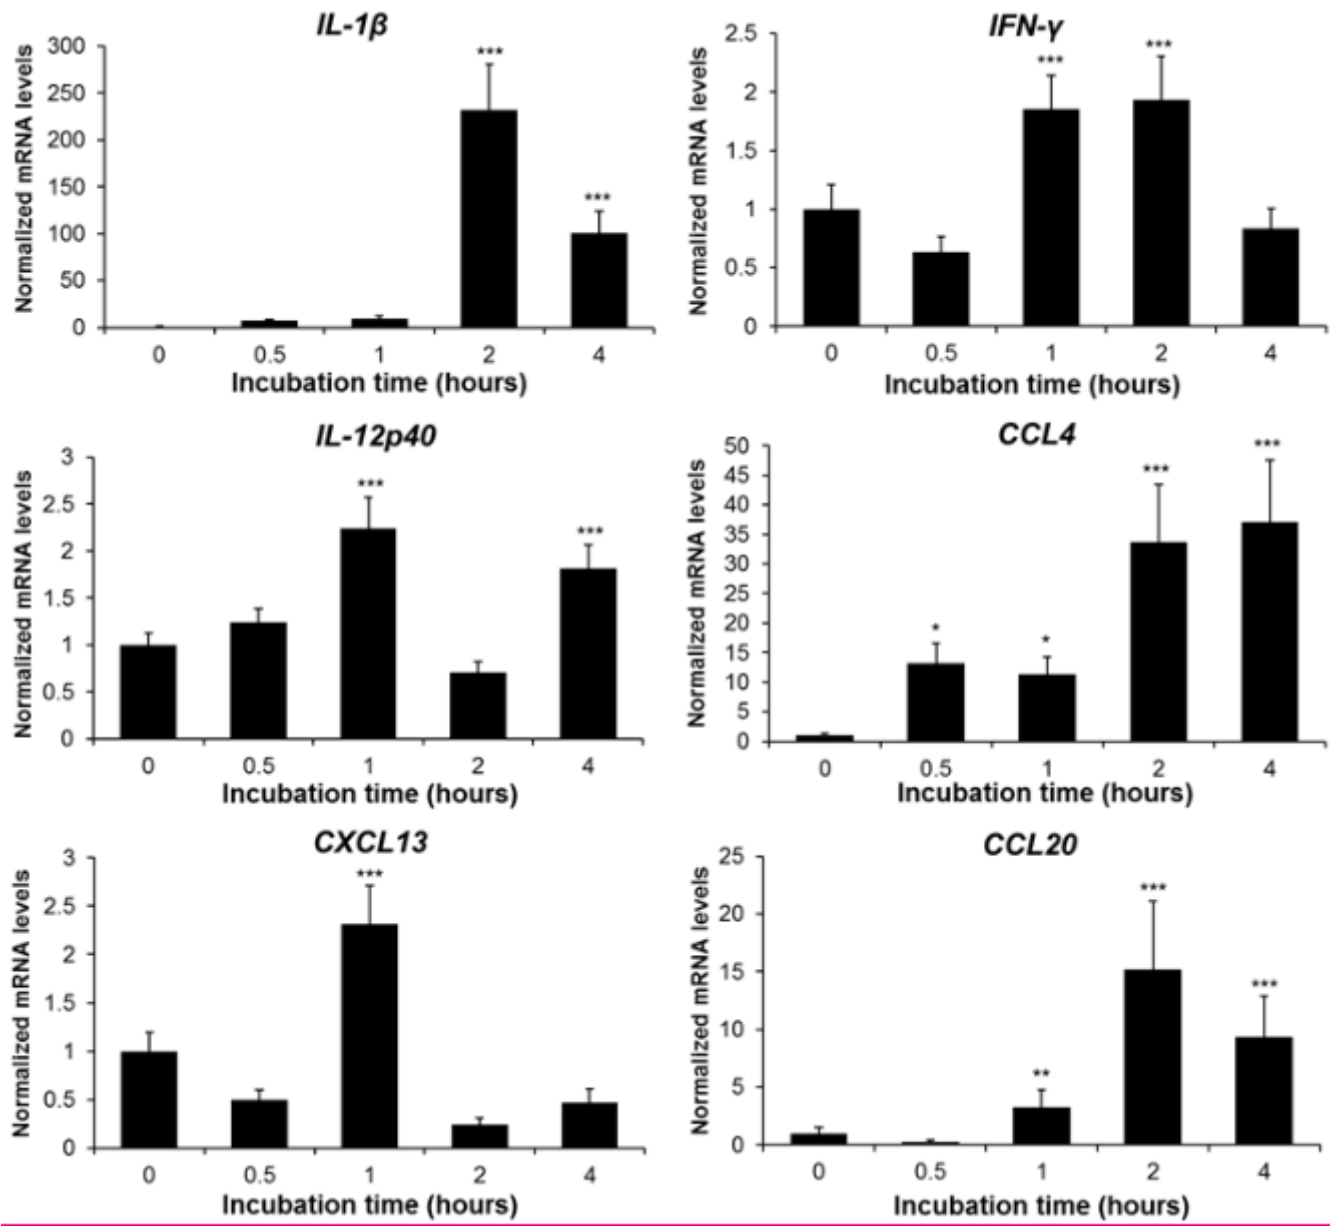 IL-1β
Normalized mRNA levels
300
250
200
150
100
50
0
***
***
0 0.5 1 2 4
Incubation time (hours)
IFN-γ
Normalized mRNA levels
2.5
2
1.5
1
0.5
0
***
***
0 0.5 1 2 4
Incubation time (hours)
IL-12p40
Normalized mRNA levels
3
2.5
2
1.5
1
0.5
0
***
***
0 0.5 1 2 4
Incubation time (hours)
CCL4
Normalized mRNA levels
50
45
40
35
30
25
20
15
10
5
0
*
*
***
***
0 0.5 1 2 4
Incubation time (hours)
CXCL13
Normalized mRNA levels
3
2.5
2
1.5
1
0.5
0
***
0 0.5 1 2 4
Incubation time (hours)
CCL20
Normalized mRNA levels
25
20
15
10
5
0
**
***
***
0 0.5 1 2 4
Incubation time (hours)